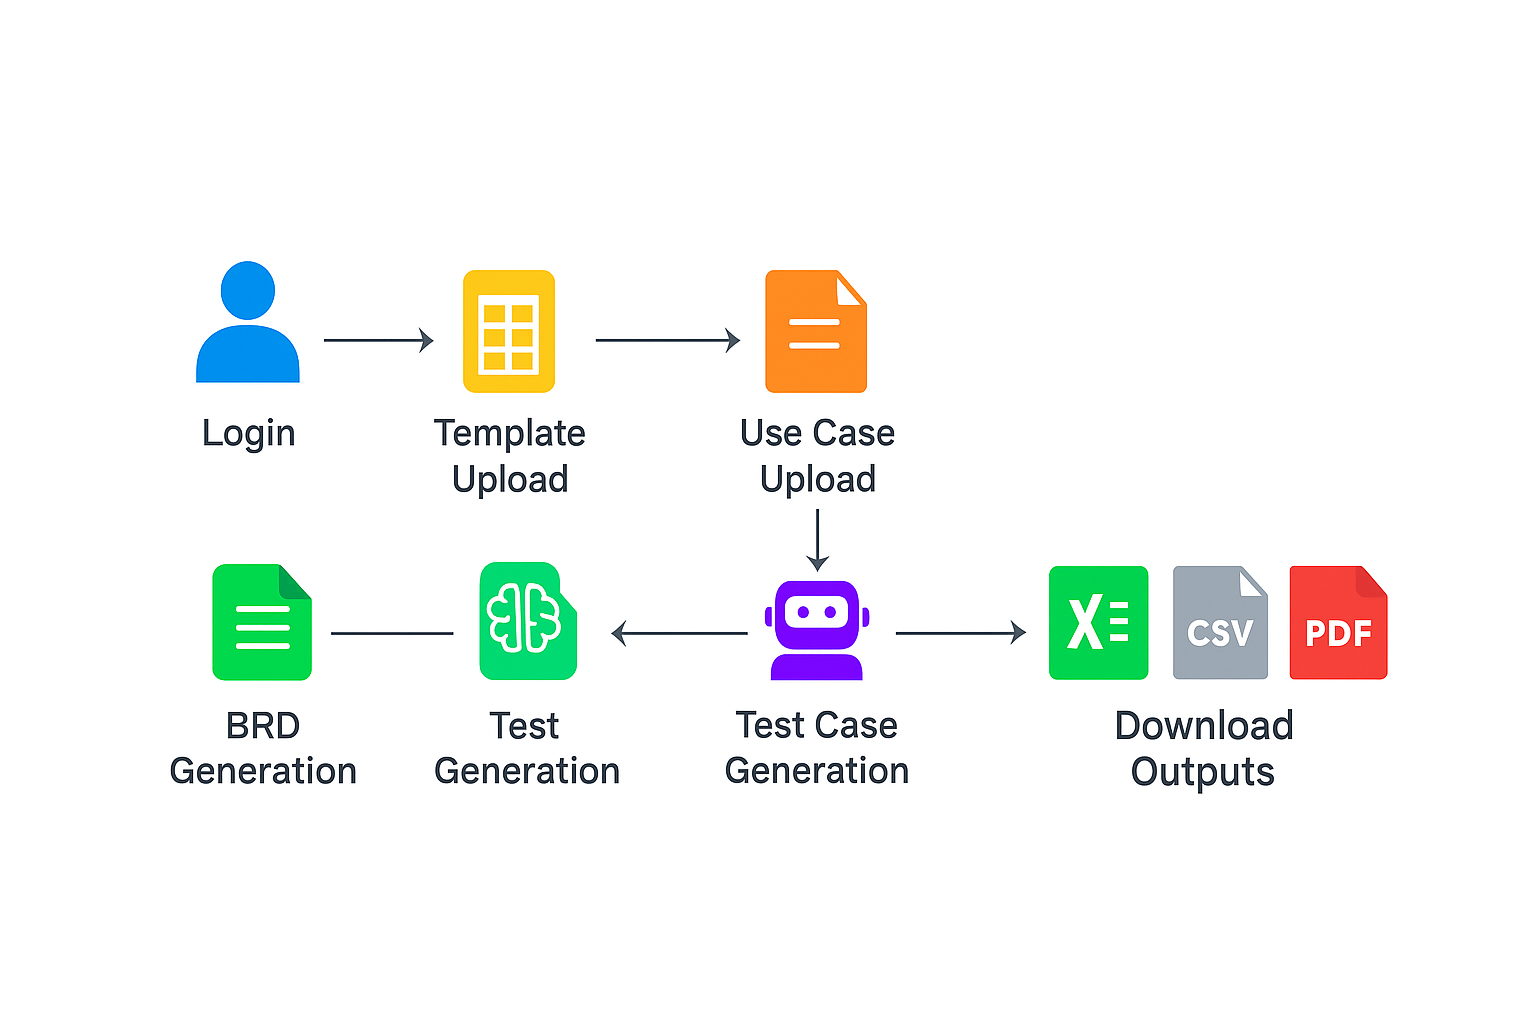 Login
Template
Upload
Use Case
Upload
BRD
Generation
Test
Generation
Test Case
Generation
X
CSV
PDF
Download
Outputs